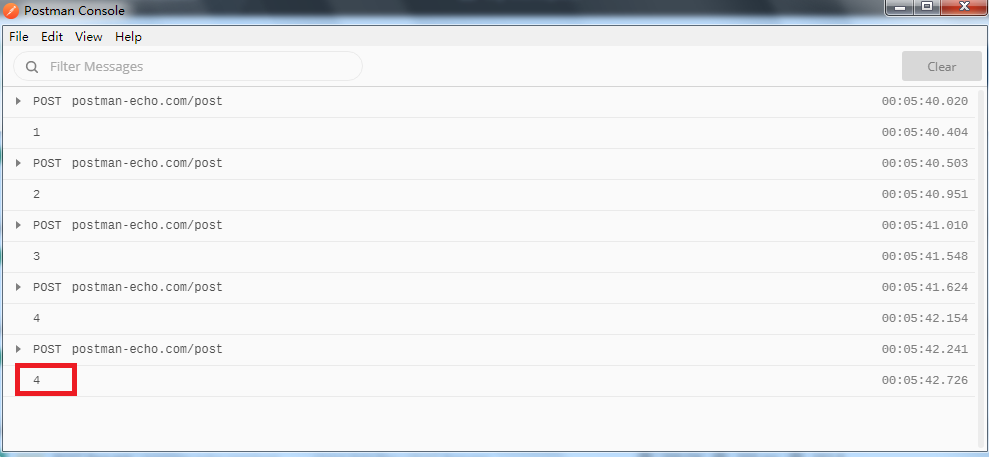 Postman Console
File Edit View Help
Filter Messages Clear
POST postman-echo.com/post 00:05:40.020
1 00:05:40.404
POST postman-echo.com/post 00:05:40.503
2 00:05:40.951
POST postman-echo.com/post 00:05:41.010
3 00:05:41.548
POST postman-echo.com/post 00:05:41.624
4 00:05:42.154
POST postman-echo.com/post 00:05:42.241
4 00:05:42.726